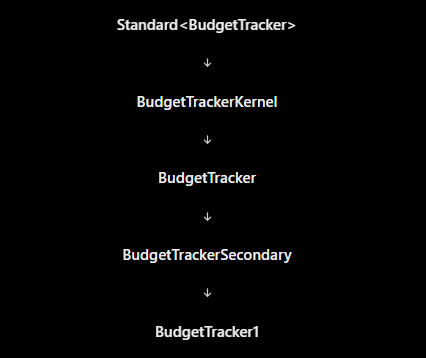 Standard<BudgetTracker>
↓
BudgetTrackerKernel
↓
BudgetTracker
↓
BudgetTrackerSecondary
↓
BudgetTracker1